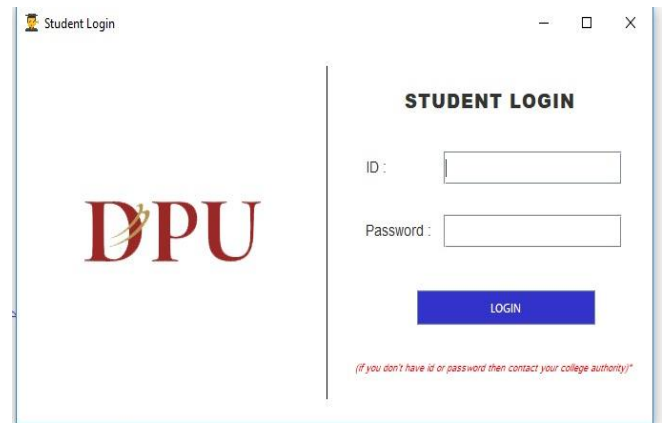 Student Login
DPU
STUDENT LOGIN
ID :
Password :
LOGIN
(if you don't have id or password then contact your college authority)*